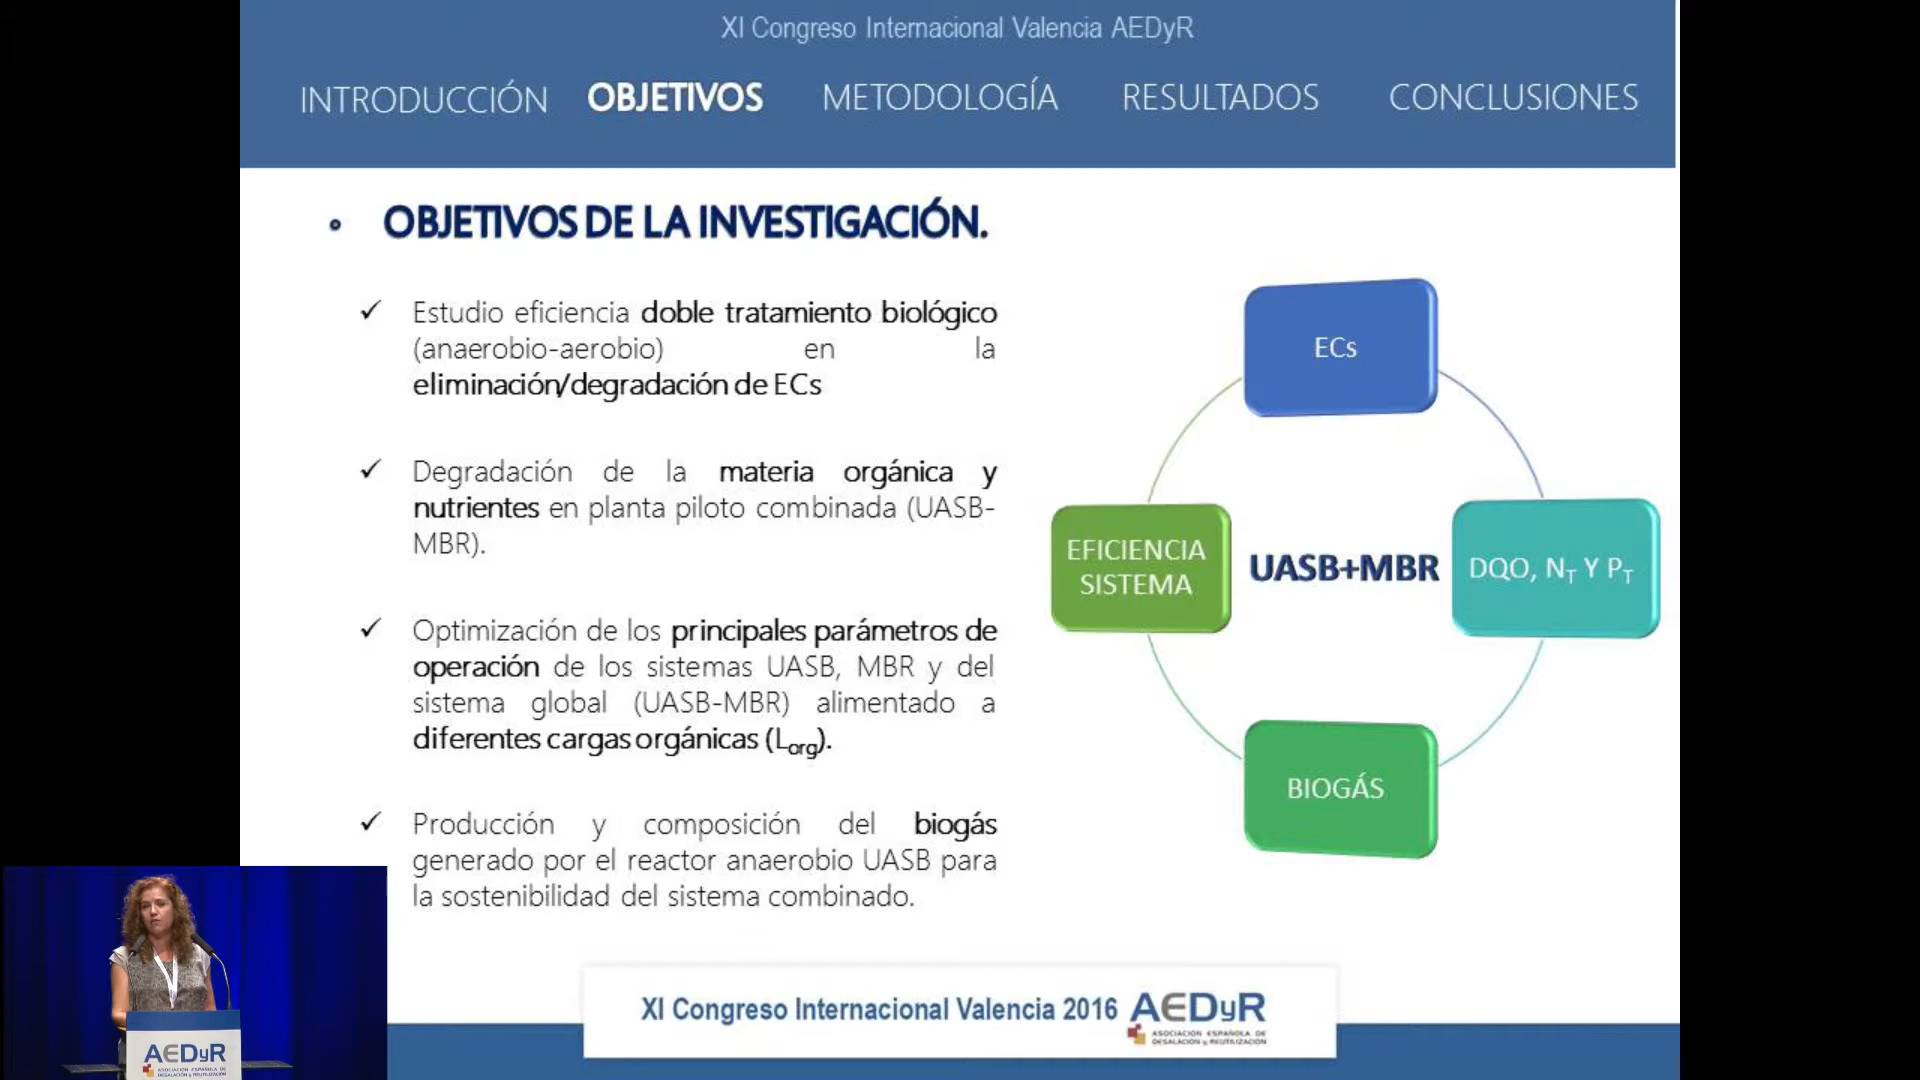 XI Congreso Internacional Valencia AEDyR
INTRODUCCIÓN OBJETIVOS METODOLOGÍA RESULTADOS CONCLUSIONES
• OBJETIVOS DE LA INVESTIGACIÓN.
✓ Estudio eficiencia doble tratamiento biológico
(anaerobio-aerobio) en la
eliminación/degradación de ECs
✓ Degradación de la materia orgánica y
nutrientes en planta piloto combinada (UASB-
MBR).
✓ Optimización de los principales parámetros de
operación de los sistemas UASB, MBR y del
sistema global (UASB-MBR) alimentado a
diferentes cargas orgánicas (Lorg).
✓ Producción y composición del biogás
generado por el reactor anaerobio UASB para
la sostenibilidad del sistema combinado.
ECs
EFICIENCIA
SISTEMA
UASB+MBR
DQO, NT Y PT
BIOGÁS
XI Congreso Internacional Valencia 2016
AEDyR
ASOCIACIÓN ESPAÑOLA DE
DESALACIÓN y REUTILIZACIÓN
AEDyR
ASOCIACIÓN ESPAÑOLA DE
DESALACIÓN y REUTILIZACIÓN